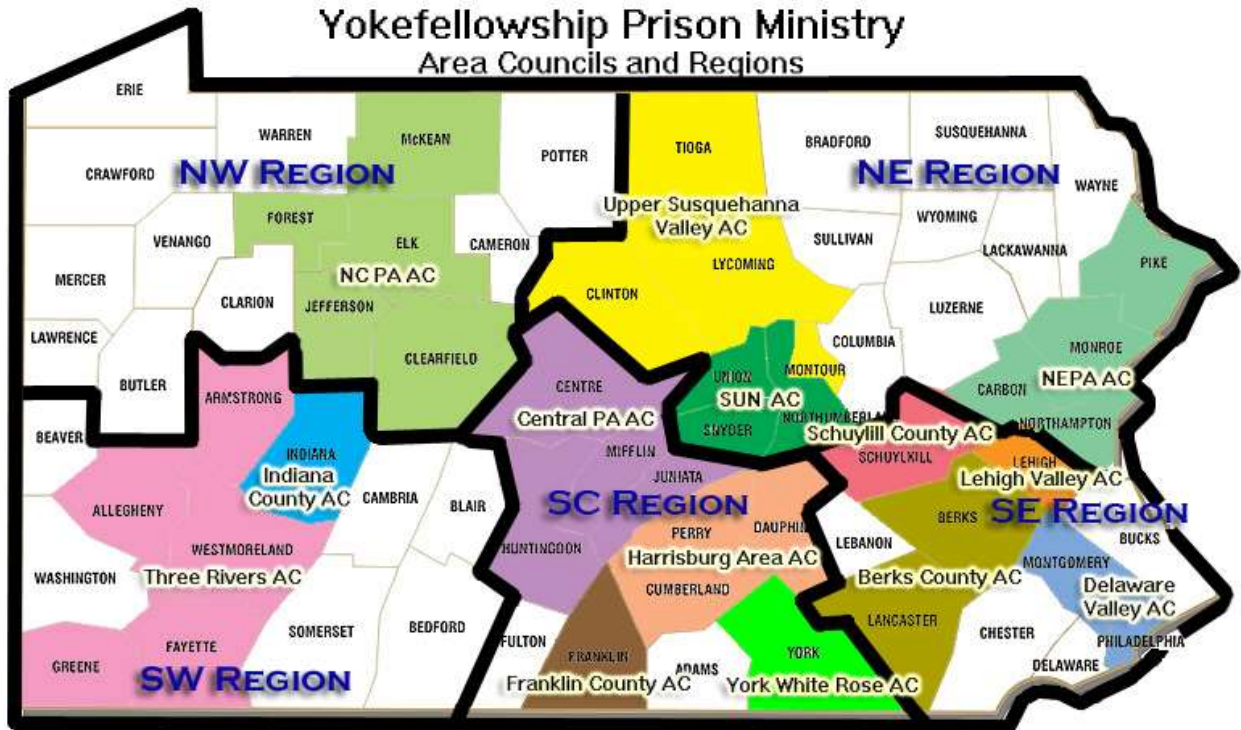 Yokefellowship Prison Ministry
Area Councils and Regions
ERIE
WARREN
McKEAN
POTTER
TIOGA
BRADFORD
SUSQUEHANNA
WAYNE
CRAWFORD
NW REGION
NE REGION
FOREST
VENANGO
ELK
CAMERON
Upper Susquehanna
Valley AC
SULLIVAN
WYOMING
LACKAWANNA
PIKE
MERCER
CLARION
NC PA AC
JEFFERSON
CLINTON
LYCOMING
LUZERNE
LAWRENCE
BUTLER
CLEARFIELD
COLUMBIA
MONROE
ARMSTRONG
CENTRE
UNION
MONTOUR
CARBON
NEPA AC
SUN AC
Central PA AC
SNYDER
NORTHUMBERLAN
NORTHAMPTON
BEAVER
INDIANA
Indiana
County AC
MIFFLIN
JUNIATA
Schuylill County AC
SCHUYLKILL
LEHIGH
Lehigh Valley AC
ALLEGHENY
CAMBRIA
BLAIR
SC REGION
SE REGION
BERKS
BUCKS
WESTMORELAND
HUNTINGDON
PERRY
DAUPHIN
LEBANON
MONTGOMERY
WASHINGTON
Three Rivers AC
Harrisburg Area AC
Berks County AC
Delaware
Valley AC
CUMBERLAND
LANCASTER
CHESTER
PHILADELPHIA
DELAWARE
GREENE
FAYETTE
SOMERSET
BEDFORD
FULTON
FRANKLIN
ADAMS
YORK
SW REGION
Franklin County AC
York White Rose AC